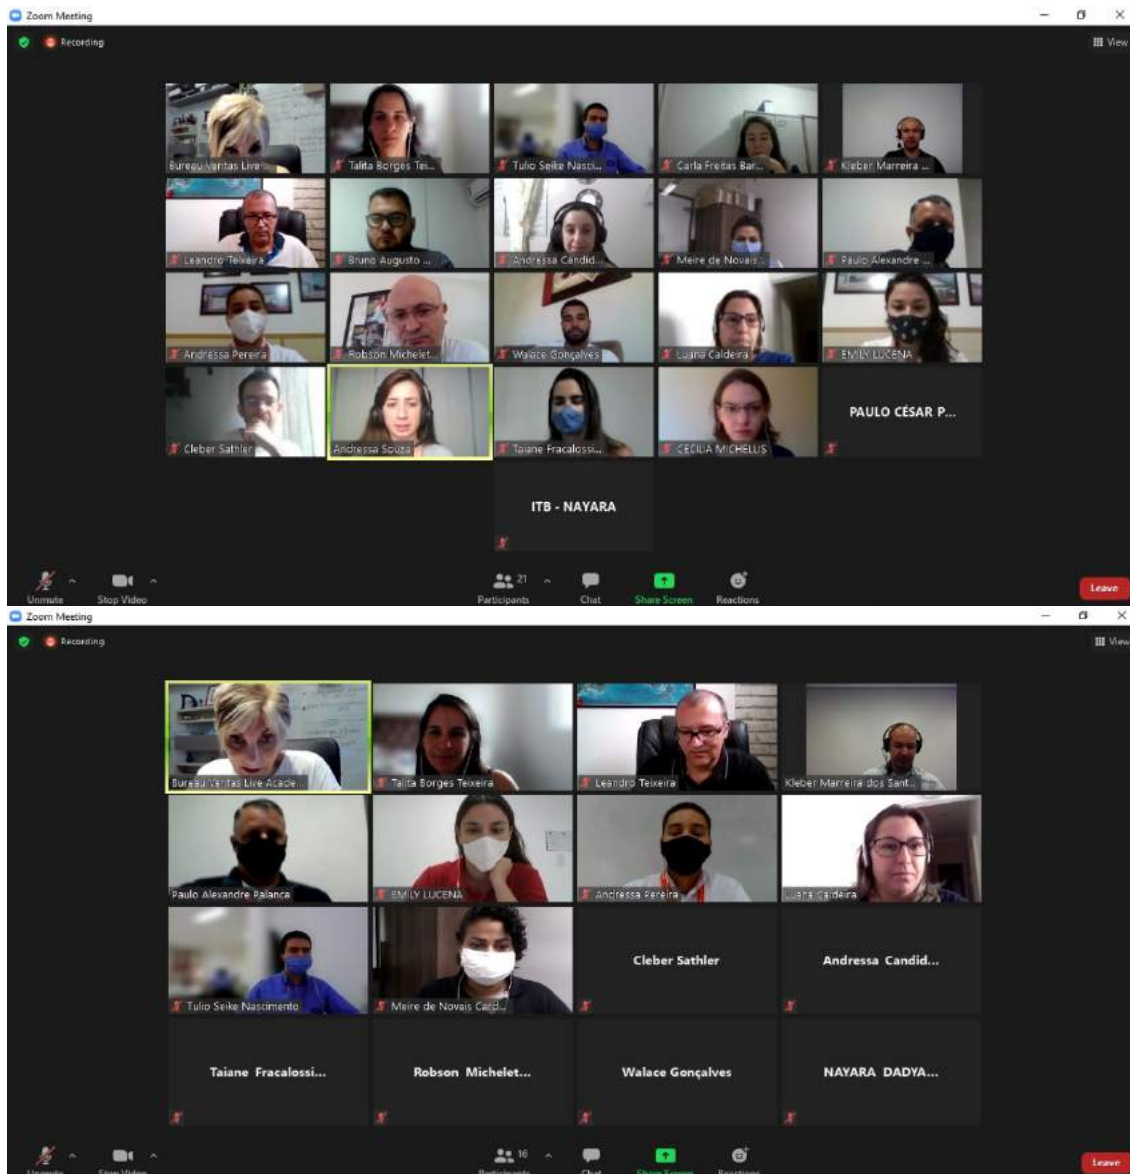 Zoom Meeting
Recording
View
Bureau Veritas Live ...
Talita Borges Tei...
Tulio Seike Nasci...
Carla Freitas Bar...
Kleber Marreira ...
Leandro Teixeira
Bruno Augusto ...
Andressa Candid...
Meire de Novais...
Paulo Alexandre ...
Andressa Pereira
Robson Michelet...
Walace Gonçalves
Luana Caldeira
EMILY LUCENA
Cleber Sathler
Andressa Souza
Taiane Fracalossi...
CECILIA MICHELLIS
PAULO CÉSAR P...
ITB - NAYARA
Unmute
Stop Video
21
Participants
Chat
Share Screen
Reactions
Leave
Zoom Meeting
Recording
View
Bureau Veritas Live Acade...
Talita Borges Teixeira
Leandro Teixeira
Kleber Marreira dos Sant...
Paulo Alexandre Palanca
EMILY LUCENA
Andressa Pereira
Luana Caldeira
Tulio Seike Nascimento
Meire de Novais Card...
Cleber Sathler
Andressa Candid...
Taiane Fracalossi...
Robson Michelet...
Walace Gonçalves
NAYARA DADYA...
Unmute
Stop Video
16
Participants
Chat
Share Screen
Reactions
Leave